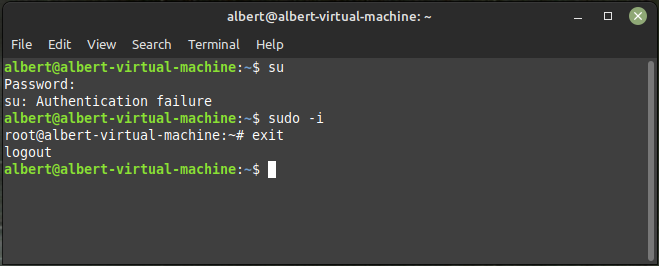 albert@albert-virtual-machine: ~
File Edit View Search Terminal Help
albert@albert-virtual-machine:~$ su
Password:
su: Authentication failure
albert@albert-virtual-machine:~$ sudo -i
root@albert-virtual-machine:~# exit
logout
albert@albert-virtual-machine:~$